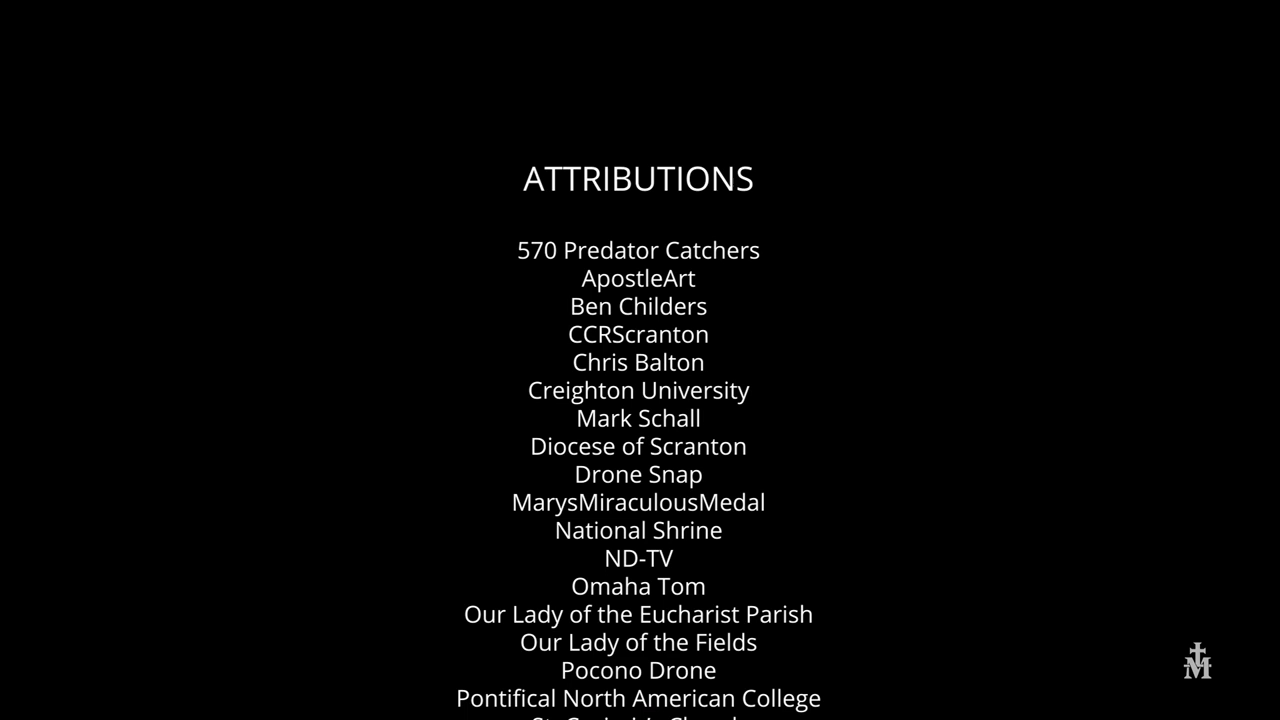 ATTRIBUTIONS
570 Predator Catchers
ApostleArt
Ben Childers
CCRScranton
Chris Balton
Creighton University
Mark Schall
Diocese of Scranton
Drone Snap
MarysMiraculousMedal
National Shrine
ND-TV
Omaha Tom
Our Lady of the Eucharist Parish
Our Lady of the Fields
Pocono Drone
Pontifical North American College
M